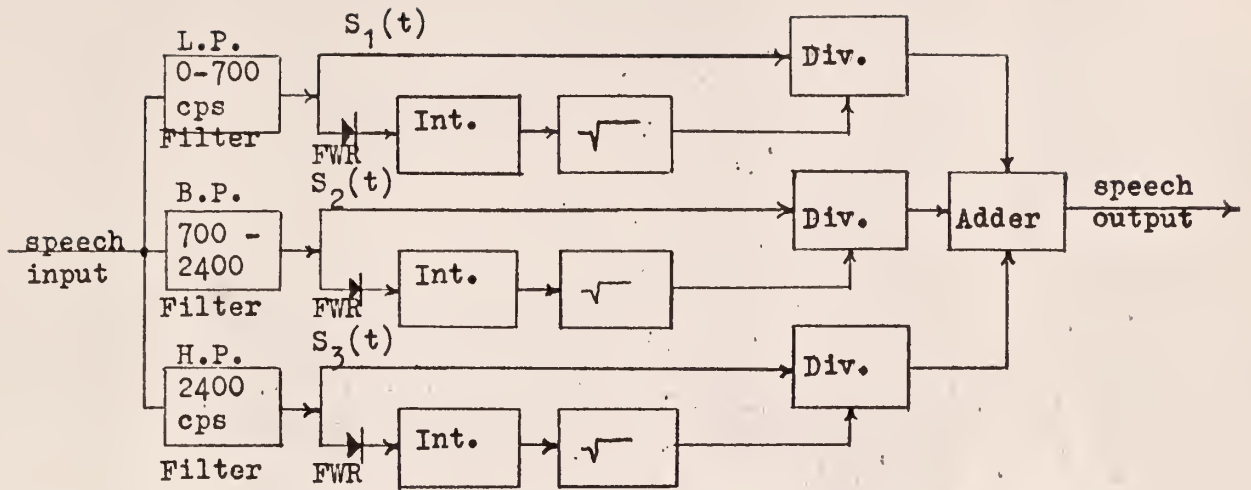 L.P.
0-700
cps
Filter
S1(t)
FWR
Int.
√
Div.
B.P.
700 -
2400
Filter
S2(t)
FWR
Int.
√
Div.
H.P.
2400
cps
Filter
S3(t)
FWR
Int.
√
Div.
speech
input
Adder
speech
output